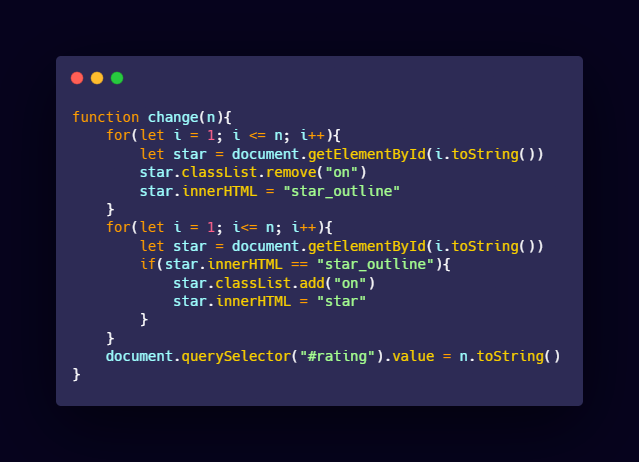 function change(n){
    for(let i = 1; i <= n; i++){
        let star = document.getElementById(i.toString())
        star.classList.remove("on")
        star.innerHTML = "star_outline"
    }
    for(let i = 1; i<= n; i++){
        let star = document.getElementById(i.toString())
        if(star.innerHTML == "star_outline"){
            star.classList.add("on")
            star.innerHTML = "star"
        }
    }
    document.querySelector("#rating").value = n.toString()
}